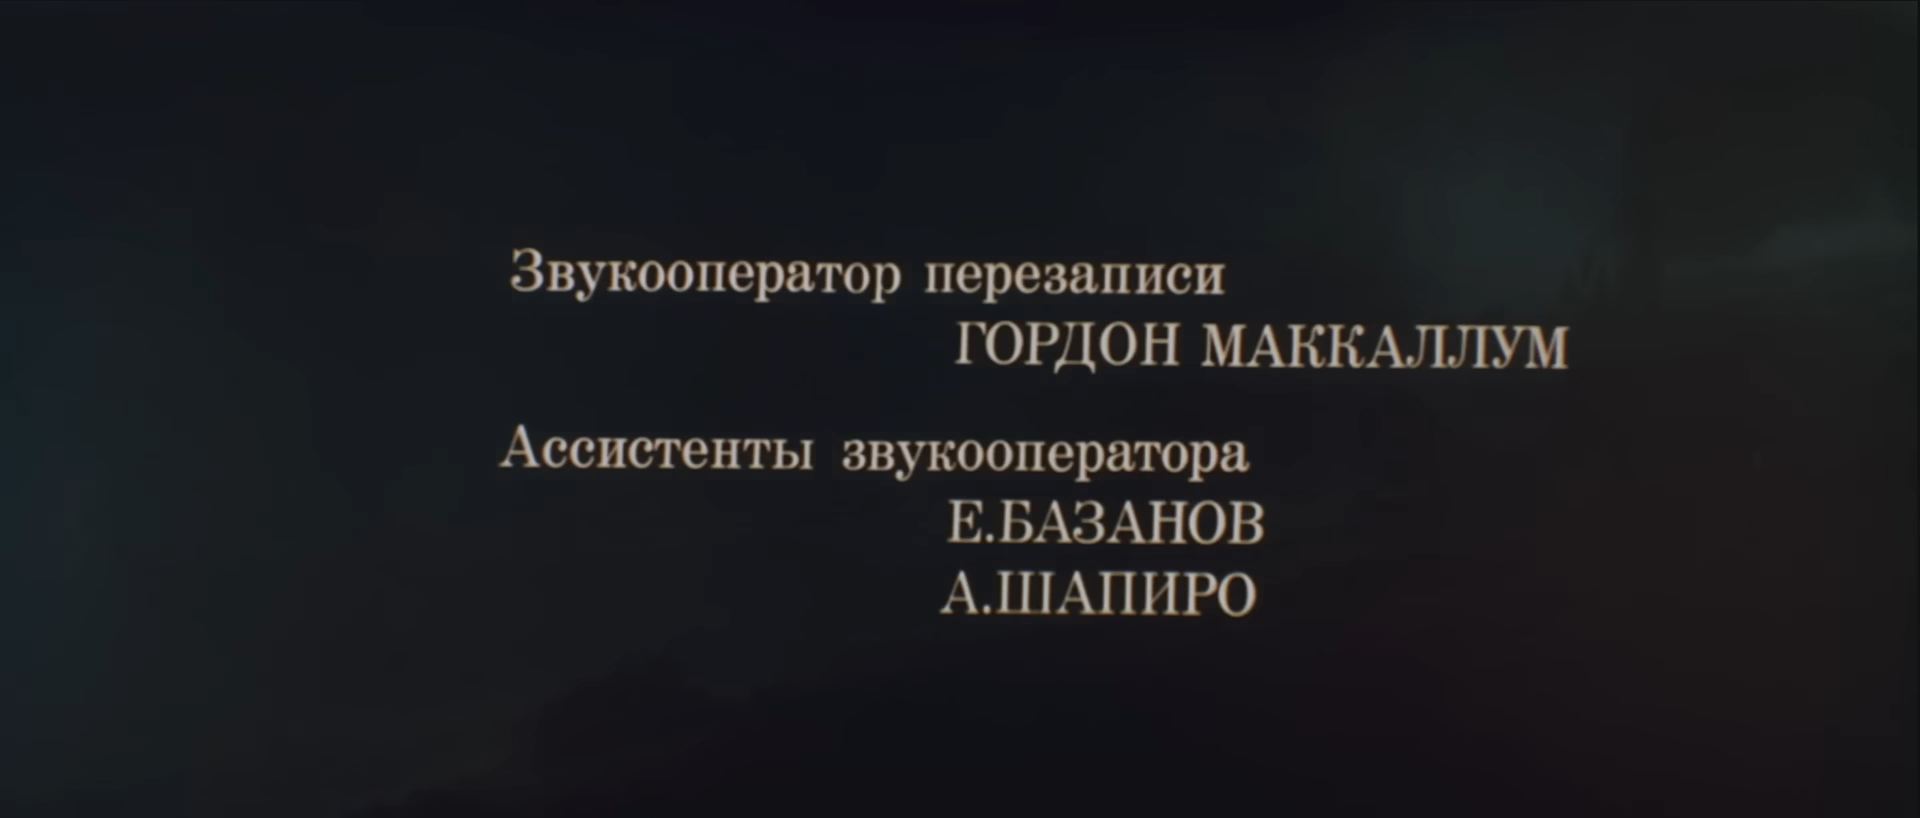 Звукооператор перезаписи
ГОРДОН МАККАЛЛУМ
Ассистенты звукооператора
Е.БАЗАНОВ
А.ШАПИРО